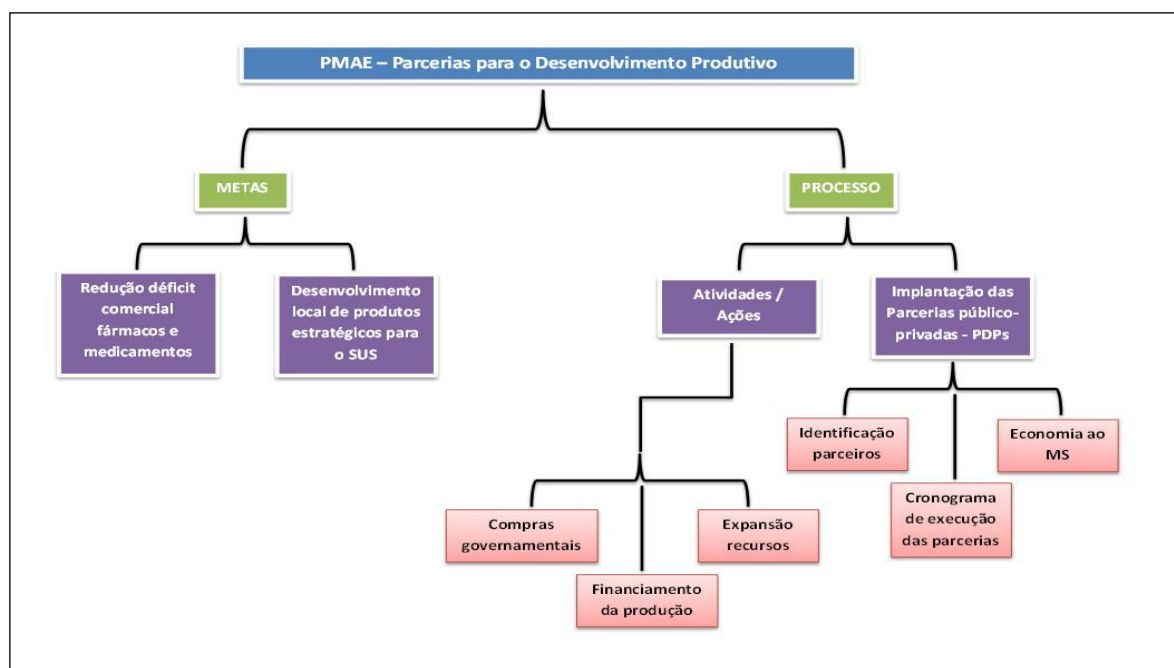 PMAE – Parcerias para o Desenvolvimento Produtivo
METAS
PROCESSO
Redução déficit
comercial
fármacos e
medicamentos
Desenvolvimento
local de produtos
estratégicos para
o SUS
Atividades /
Ações
Implantação das
Parcerias público-
privadas - PDPs
Identificação
parceiros
Economia ao
MS
Cronograma
de execução
das parcerias
Compras
governamentais
Expansão
recursos
Financiamento
da produção